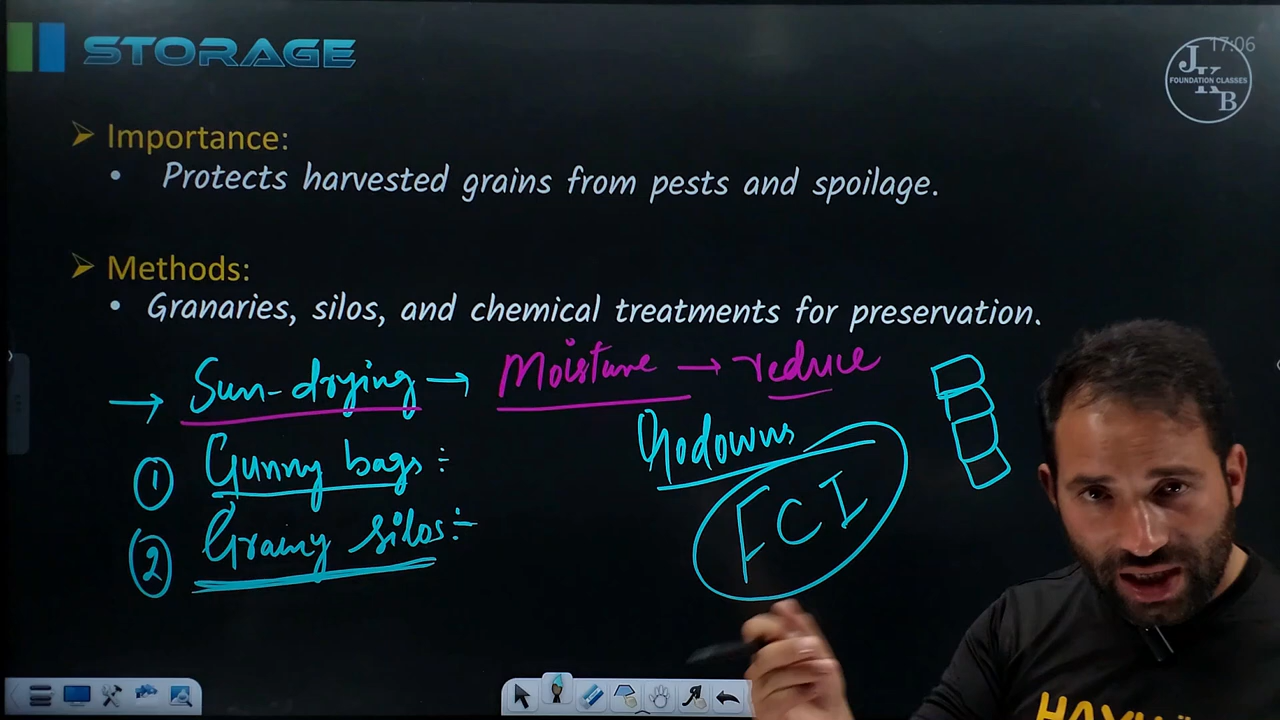 STORAGE
17:06
J
FOUNDATION CLASSES
K
B
➤ Importance:
• Protects harvested grains from pests and spoilage.
➤ Methods:
• Granaries, silos, and chemical treatments for preservation.
→ Sun-drying → Moisture → reduce
Godowns
① Gunny bags :
FCI
② Grainy silos :-